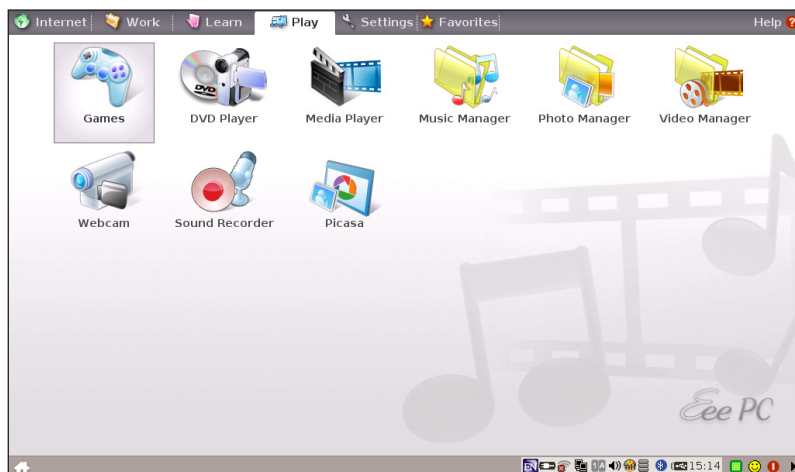 Internet Work Learn Play Settings Favorites Help ?
Games DVD Player Media Player Music Manager Photo Manager Video Manager
DVD
Webcam Sound Recorder Picasa
Eee PC
15:14